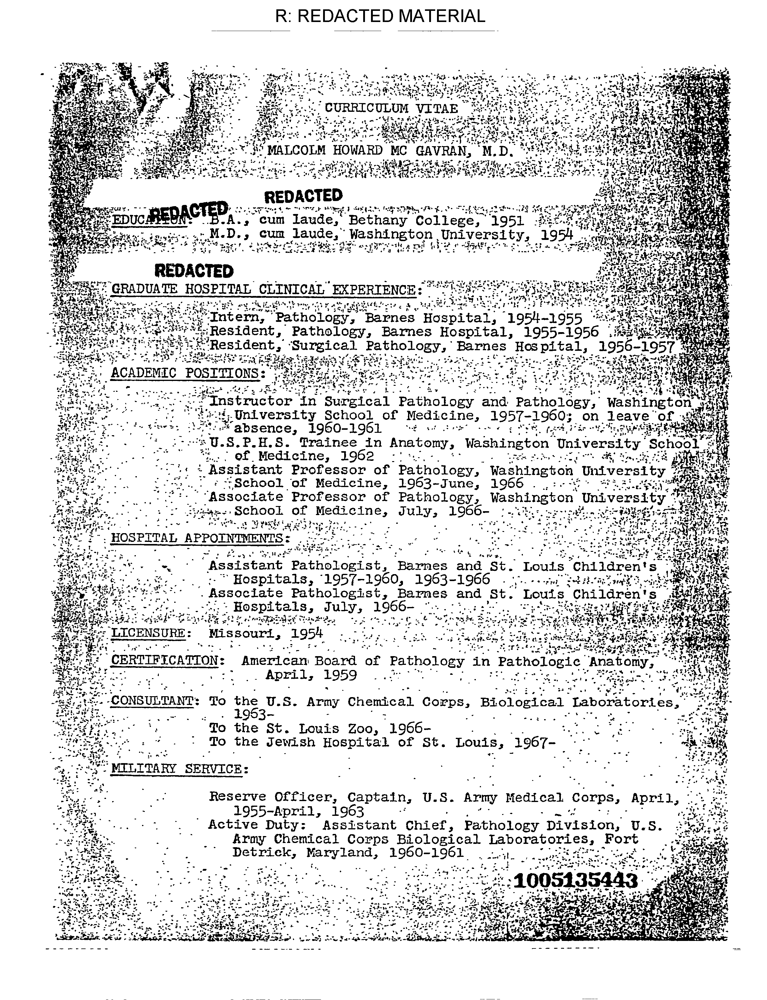 R: REDACTED MATERIAL
CURRICULUM VITAE
MALCOLM HOWARD MC GAVRAN, M.D.
REDACTED
REDACTED
EDUCATION: B.A., cum laude, Bethany College, 1951
M.D., cum laude, Washington University, 1954
REDACTED
GRADUATE HOSPITAL CLINICAL EXPERIENCE:
Intern, Pathology, Barnes Hospital, 1954-1955
Resident, Pathology, Barnes Hospital, 1955-1956
Resident, Surgical Pathology, Barnes Hospital, 1956-1957
ACADEMIC POSITIONS:
Instructor in Surgical Pathology and Pathology, Washington
University School of Medicine, 1957-1960; on leave of
absence, 1960-1961
U.S.P.H.S. Trainee in Anatomy, Washington University School
of Medicine, 1962
Assistant Professor of Pathology, Washington University
School of Medicine, 1963-June, 1966
Associate Professor of Pathology, Washington University
School of Medicine, July, 1966-
HOSPITAL APPOINTMENTS:
Assistant Pathologist, Barnes and St. Louis Children's
Hospitals, 1957-1960, 1963-1966
Associate Pathologist, Barnes and St. Louis Children's
Hospitals, July, 1966-
LICENSURE: Missouri, 1954
CERTIFICATION: American Board of Pathology in Pathologic Anatomy,
April, 1959
CONSULTANT: To the U.S. Army Chemical Corps, Biological Laboratories,
1963-
To the St. Louis Zoo, 1966-
To the Jewish Hospital of St. Louis, 1967-
MILITARY SERVICE:
Reserve Officer, Captain, U.S. Army Medical Corps, April,
1955-April, 1963
Active Duty: Assistant Chief, Pathology Division, U.S.
Army Chemical Corps Biological Laboratories, Fort
Detrick, Maryland, 1960-1961
1005135443